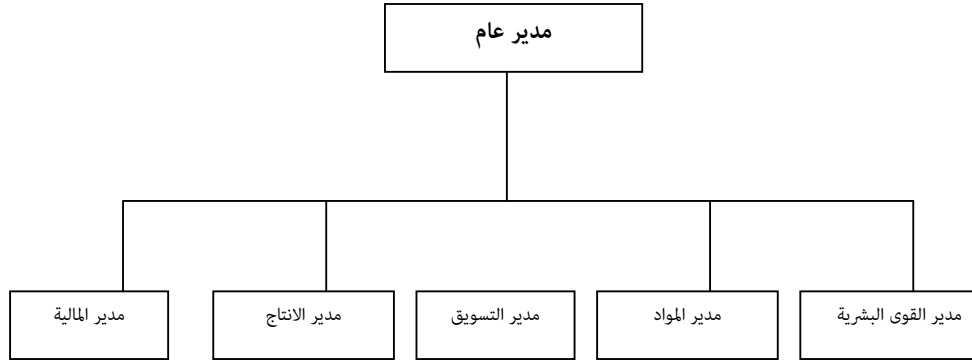 مدير عام
مدير القوى البشرية
مدير المواد
مدير التسويق
مدير الانتاج
مدير المالية